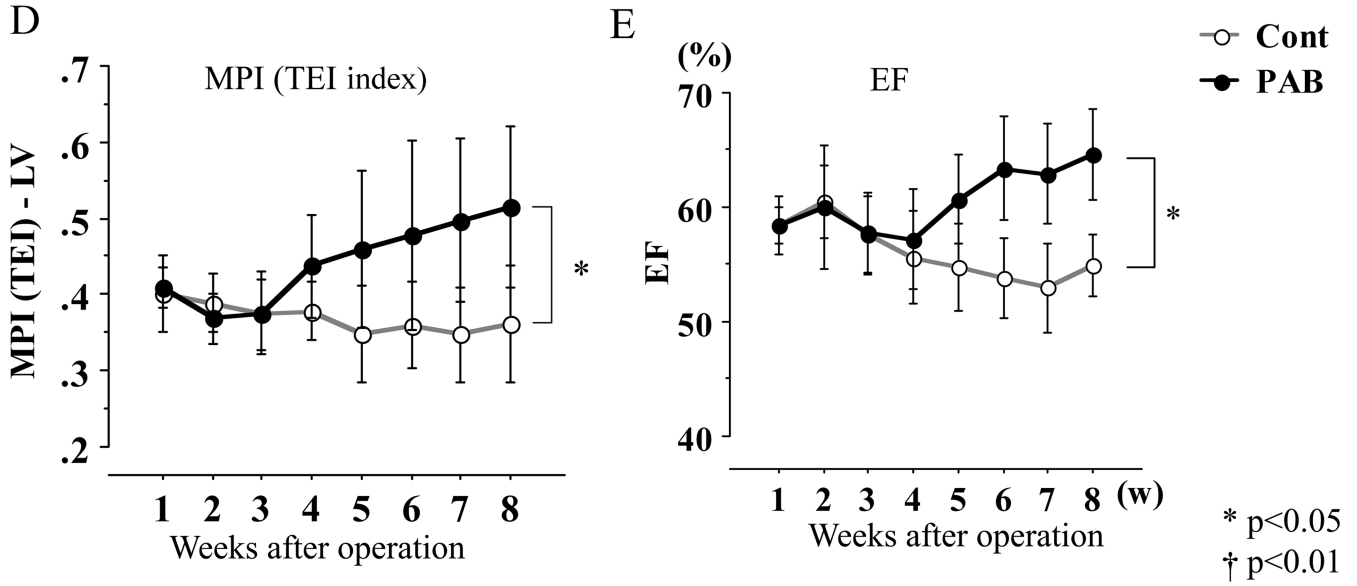 D
MPI (TEI index)
MPI (TEI) - LV
.7
.6
.5
.4
.3
.2
*
1 2 3 4 5 6 7 8
Weeks after operation
E
(%)
EF
EF
70
60
50
40
*
1 2 3 4 5 6 7 8 (w)
Weeks after operation
Cont
PAB
* p<0.05
† p<0.01